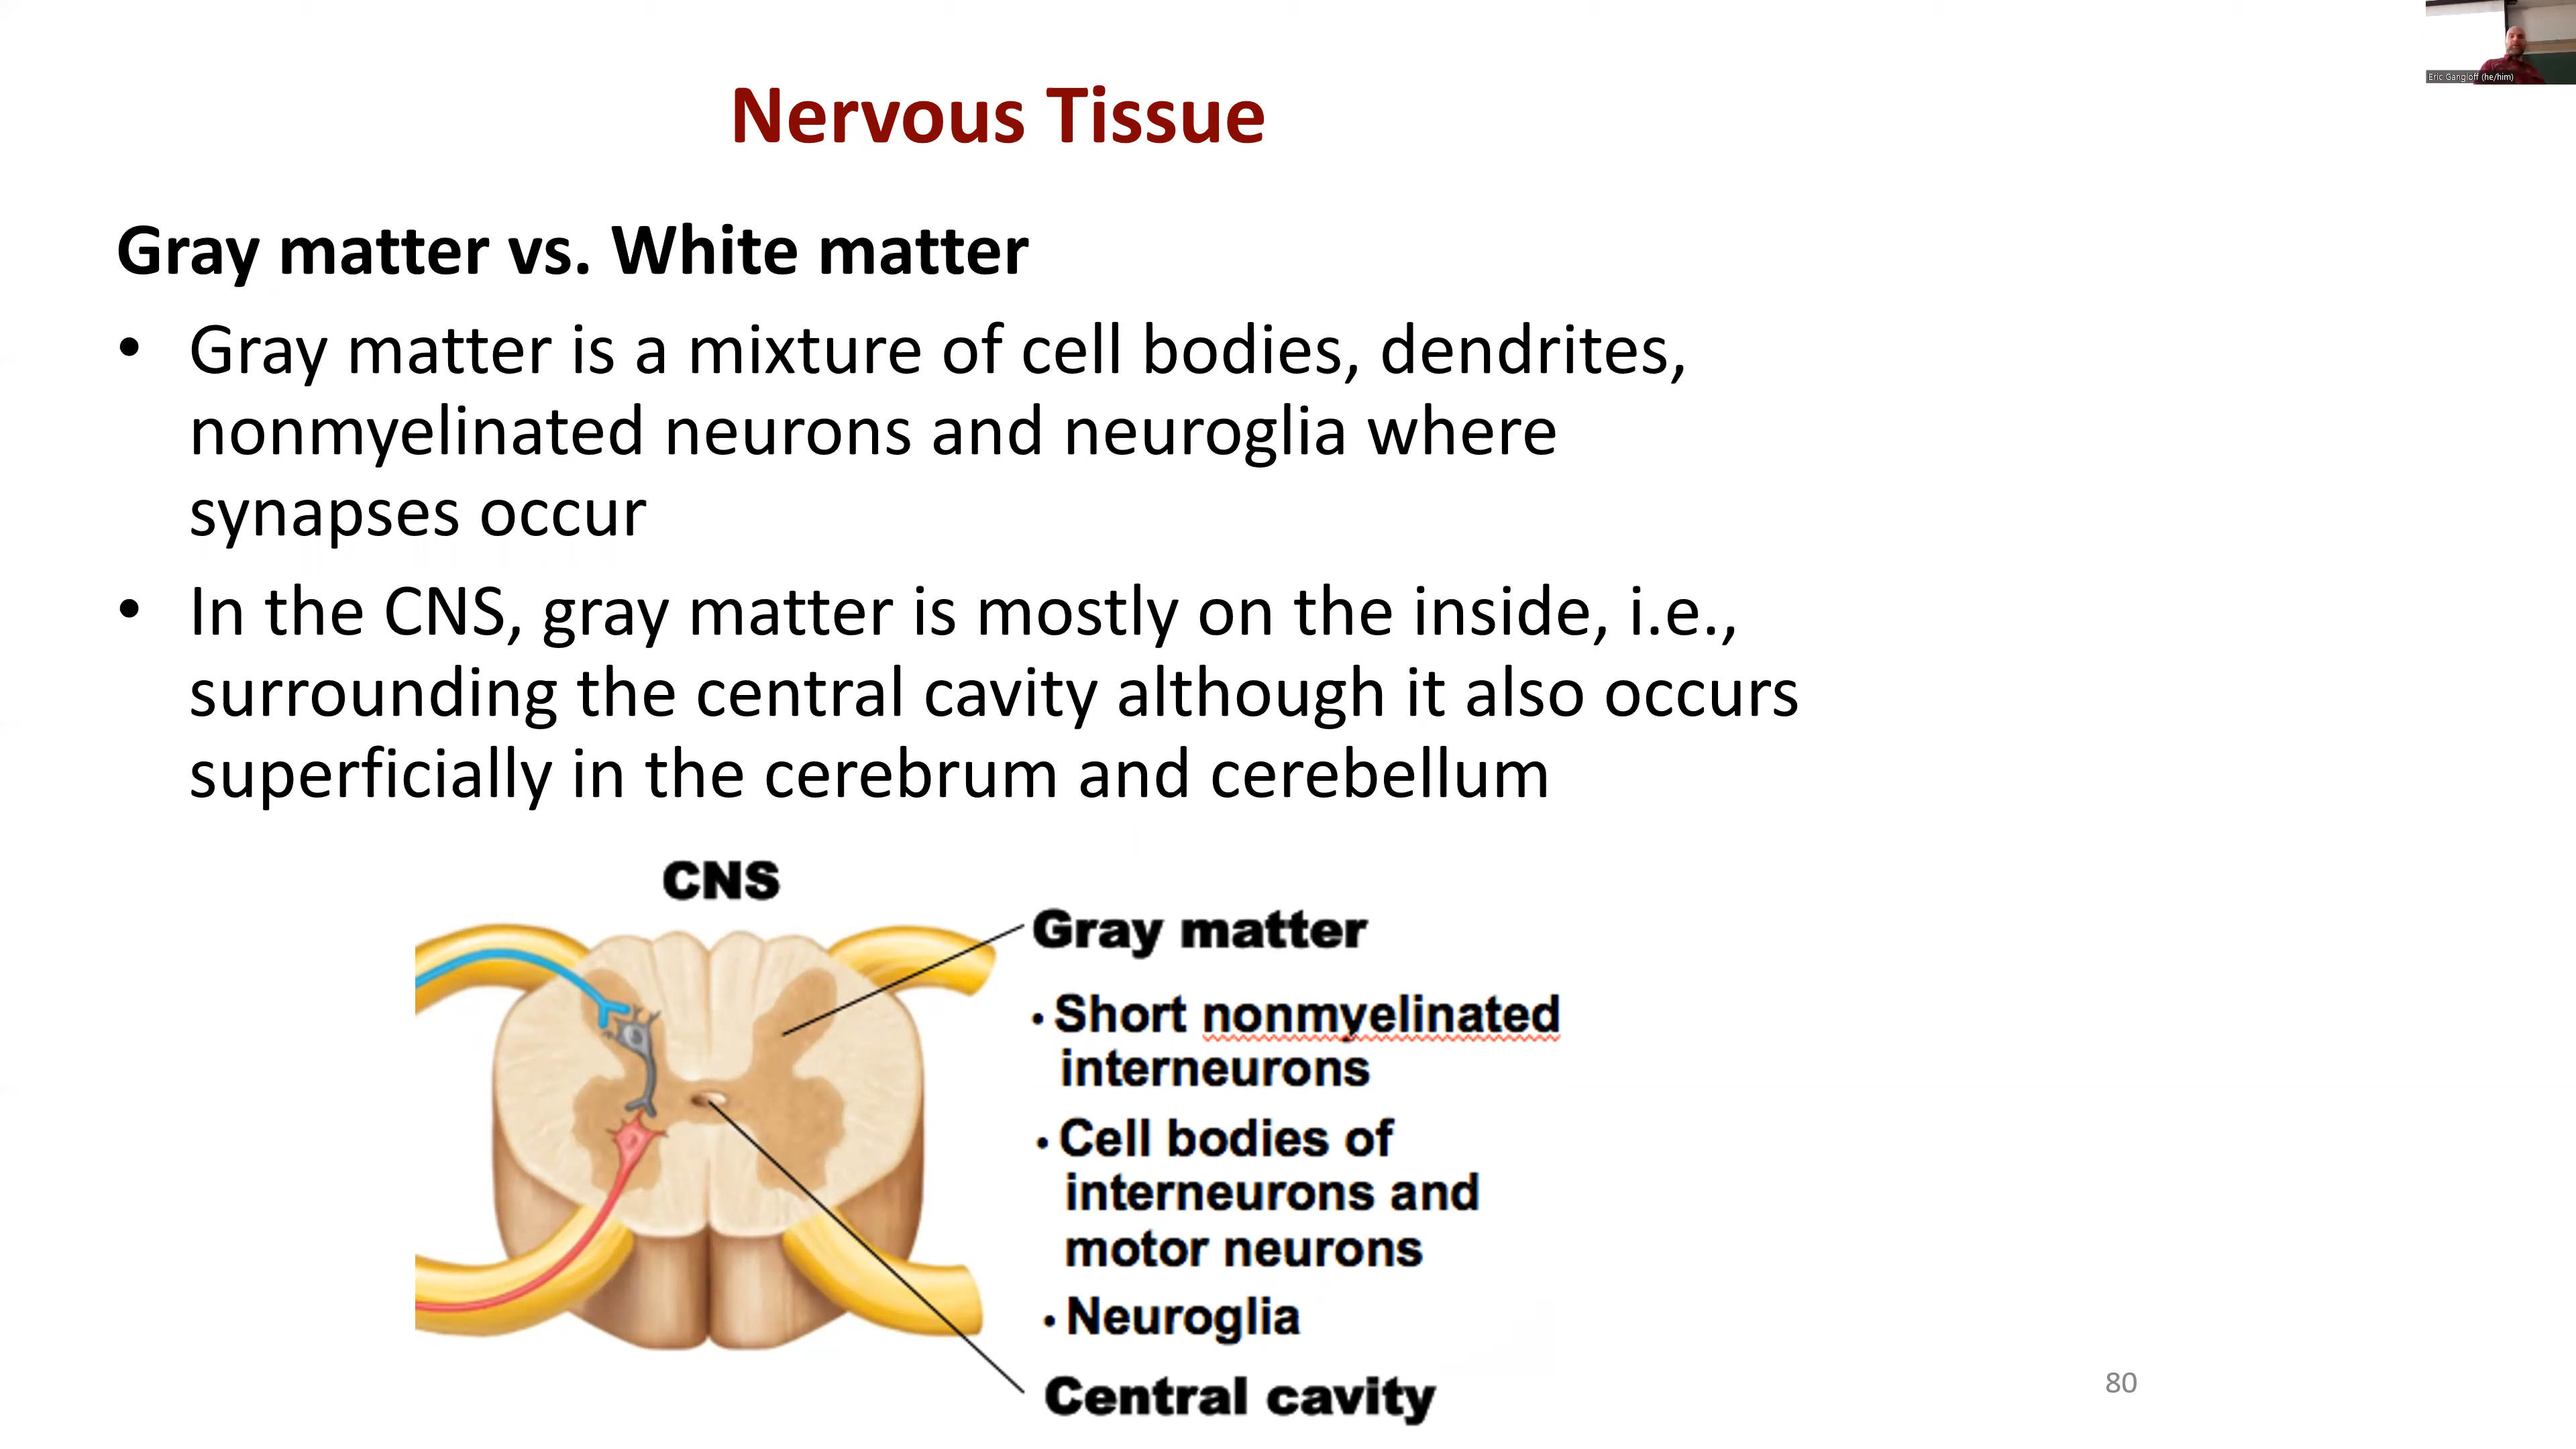 Eric Gangloff (he/him)
Nervous Tissue
Gray matter vs. White matter
• Gray matter is a mixture of cell bodies, dendrites,
nonmyelinated neurons and neuroglia where
synapses occur
• In the CNS, gray matter is mostly on the inside, i.e.,
surrounding the central cavity although it also occurs
superficially in the cerebrum and cerebellum
CNS
Gray matter
• Short nonmyelinated
interneurons
• Cell bodies of
interneurons and
motor neurons
• Neuroglia
Central cavity
80